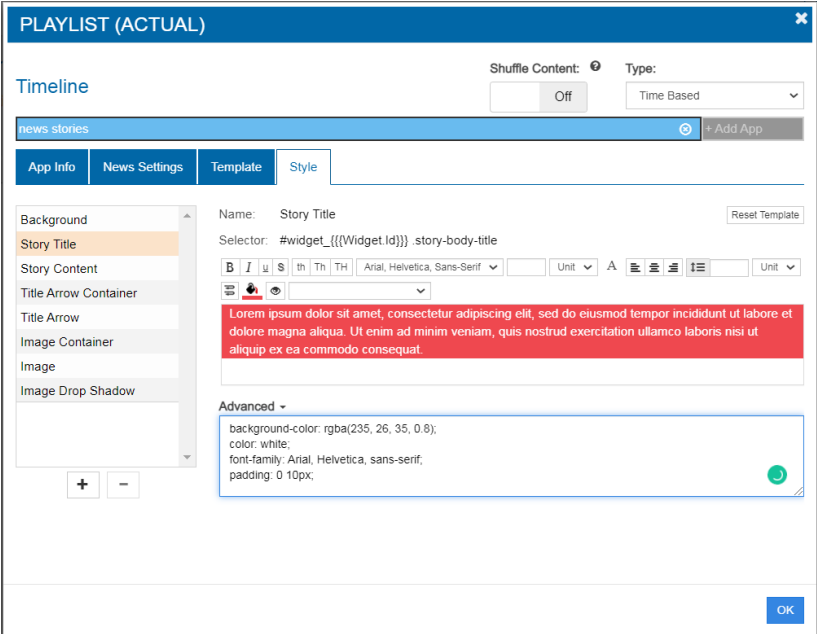 PLAYLIST (ACTUAL)
Timeline
Shuffle Content:
Off
Type:
Time Based
news stories
+ Add App
App Info
News Settings
Template
Style
Background
Story Title
Story Content
Title Arrow Container
Title Arrow
Image Container
Image
Image Drop Shadow
+ −
Name: Story Title
Reset Template
Selector: #widget_{{{Widget.Id}}} .story-body-title
B I u S th Th TH Arial, Helvetica, Sans-Serif Unit A Unit
Lorem ipsum dolor sit amet, consectetur adipiscing elit, sed do eiusmod tempor incididunt ut labore et
dolore magna aliqua. Ut enim ad minim veniam, quis nostrud exercitation ullamco laboris nisi ut
aliquip ex ea commodo consequat.
Advanced
background-color: rgba(235, 26, 35, 0.8);
color: white;
font-family: Arial, Helvetica, sans-serif;
padding: 0 10px;
OK